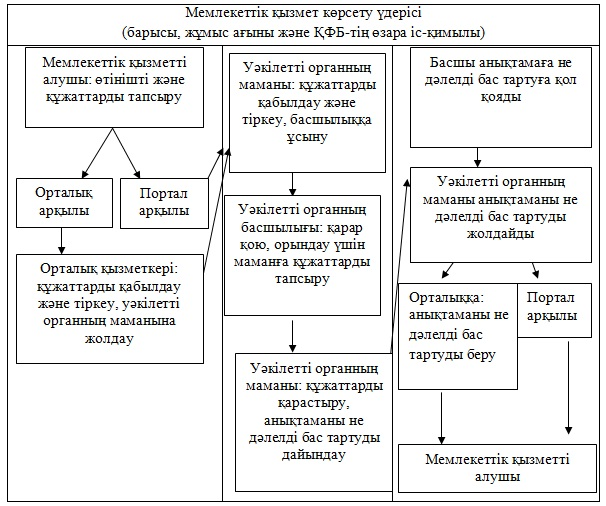 Мемлекеттік қызмет көрсету үдерісі
(барысы, жұмыс ағыны және ҚФБ-тің өзара іс-қимылы)
Мемлекеттік қызметті
алушы: өтінішті және
құжаттарды тапсыру
Орталық
арқылы
Портал
арқылы
Орталық қызметкері:
құжаттарды қабылдау
және тіркеу, уәкілетті
органның маманына
жолдау
Уәкілетті органның
маманы: құжаттарды
қабылдау және
тіркеу, басшылыққа
ұсыну
Уәкілетті органның
басшылығы: қарар
қою, орындау үшін
маманға құжаттарды
тапсыру
Уәкілетті органның
маманы: құжаттарды
қарастыру,
анықтаманы не
дәлелді бас тартуды
дайындау
Басшы анықтамаға не
дәлелді бас тартуға қол
қояды
Уәкілетті органның
маманы анықтаманы не
дәлелді бас тартуды
жолдайды
Орталыққа:
анықтаманы не
дәлелді бас
тартуды беру
Портал
арқылы
Мемлекеттік қызметті
алушы